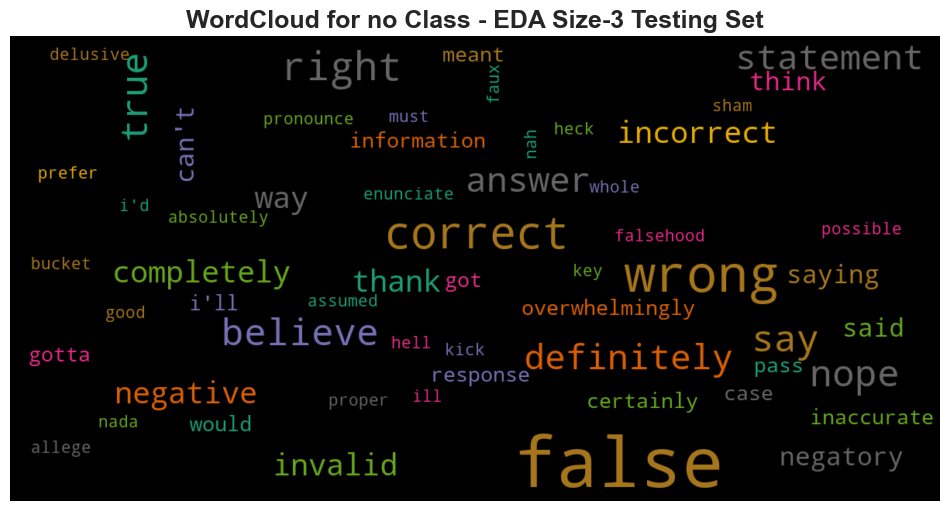 WordCloud for no Class - EDA Size-3 Testing Set
delusive
true
right
meant
faux
statement
think
sham
can't
pronounce
must
information
nah
heck
incorrect
prefer
i'd
absolutely
way
enunciate
answer
whole
correct
falsehood
possible
bucket
completely
thank
got
key
wrong
saying
good
i'll
assumed
overwhelmingly
believe
hell
kick
say
said
gotta
definitely
pass
nope
response
negative
proper
ill
certainly
case
inaccurate
nada
would
allege
invalid
false
negatory